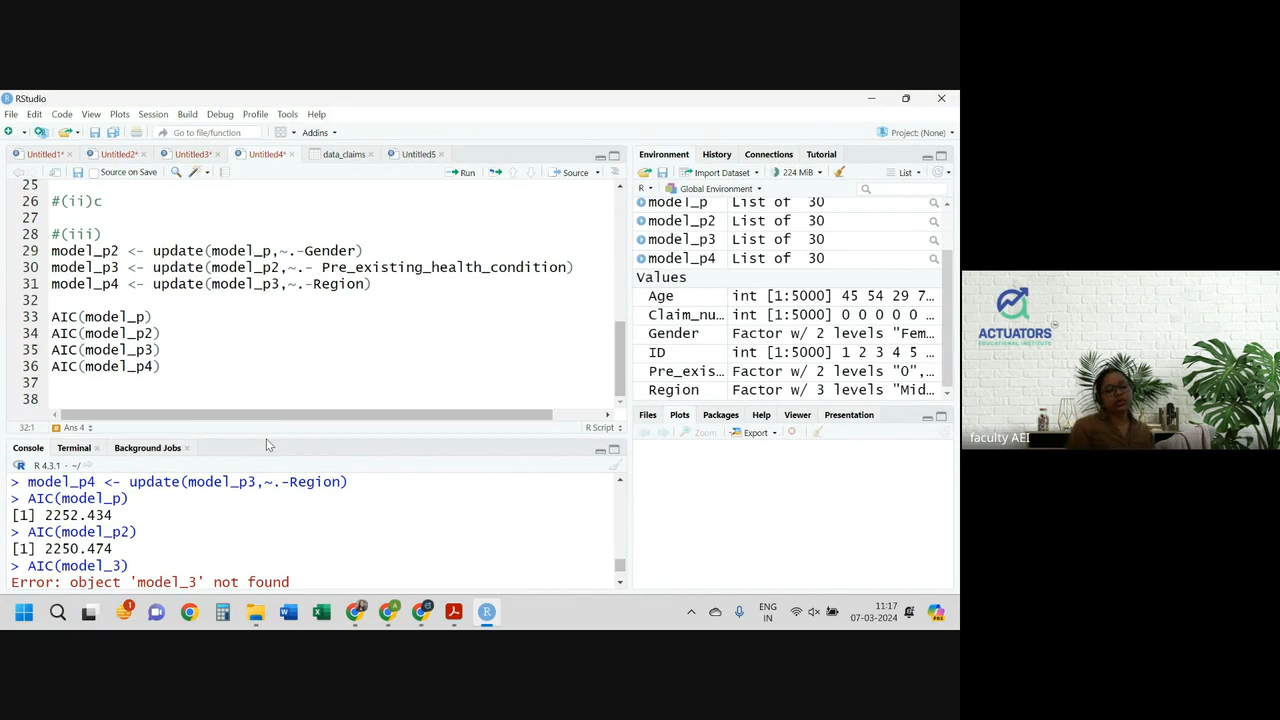 RStudio
File Edit Code View Plots Session Build Debug Profile Tools Help
Go to file/function Addins Project: (None)
Untitled1* Untitled2* Untitled3* Untitled4* data_claims Untitled5
Source on Save Run Source
25
26 #(ii)c
27
28 #(iii)
29 model_p2 <- update(model_p,~.-Gender)
30 model_p3 <- update(model_p2,~.- Pre_existing_health_condition)
31 model_p4 <- update(model_p3,~.-Region)
32
33 AIC(model_p)
34 AIC(model_p2)
35 AIC(model_p3)
36 AIC(model_p4)
37
38
32:1 Ans 4 R Script
Console Terminal Background Jobs
R 4.3.1 · ~/
> model_p4 <- update(model_p3,~.-Region)
> AIC(model_p)
[1] 2252.434
> AIC(model_p2)
[1] 2250.474
> AIC(model_3)
Error: object 'model_3' not found
Environment History Connections Tutorial
Import Dataset 224 MiB List
R Global Environment
model_p List of 30
model_p2 List of 30
model_p3 List of 30
model_p4 List of 30
Values
Age int [1:5000] 45 54 29 7…
Claim_nu… int [1:5000] 0 0 0 0 0 …
Gender Factor w/ 2 levels "Fem…
ID int [1:5000] 1 2 3 4 5 …
Pre_exis… Factor w/ 2 levels "0",…
Region Factor w/ 3 levels "Mid…
Files Plots Packages Help Viewer Presentation
Zoom Export
ACTUATORS
EDUCATIONAL INSTITUTE
faculty AEI
ENG
IN
11:17
07-03-2024